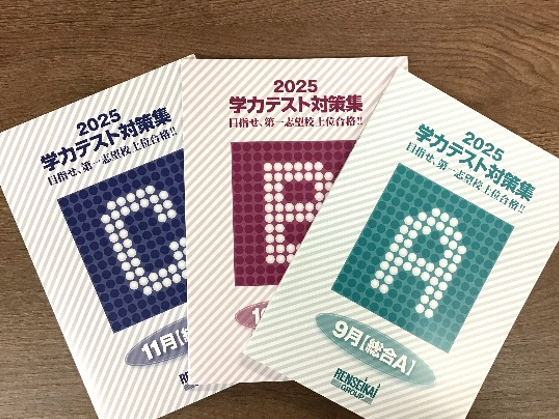 2025
学力テスト対策集
目指せ、第一志望校上位合格!!
C
11月【
2025
学力テスト対策集
目指せ、第一志望校上位合格!!
B
2025
学力テスト対策集
目指せ、第一志望校上位合格!!
A
9月【総合A】
RENSEIKAI
GROUP